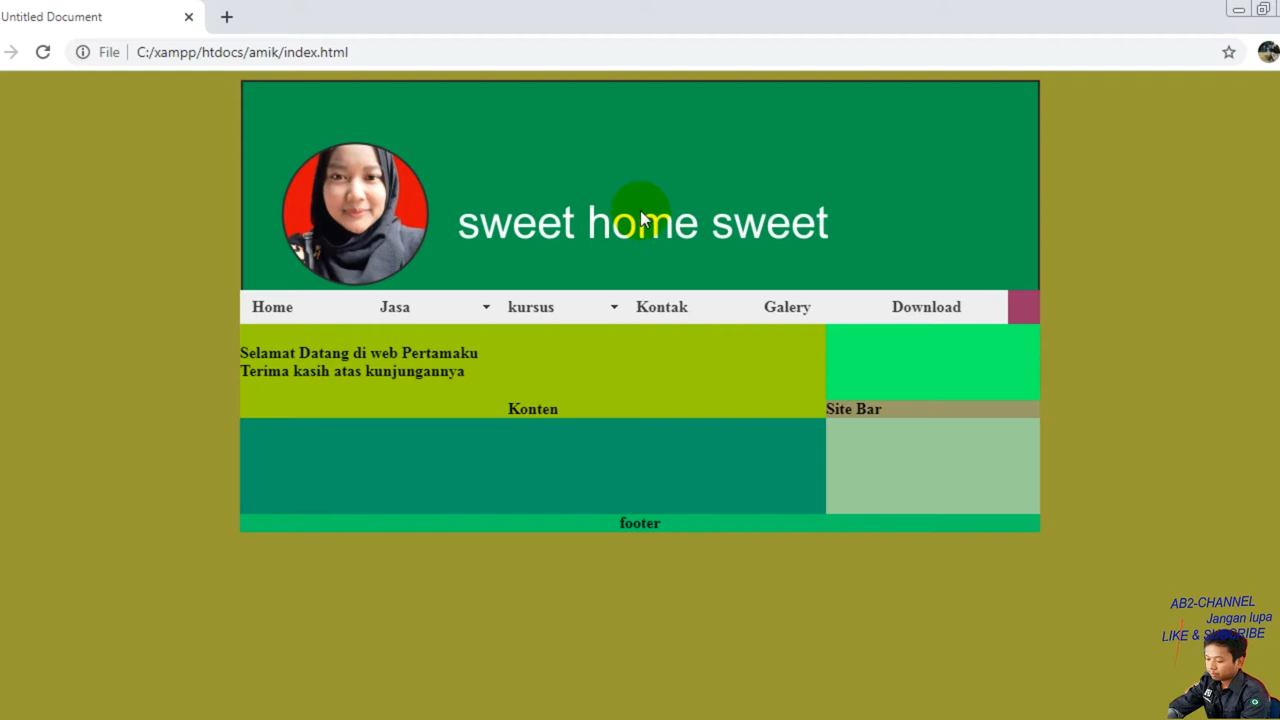 Untitled Document
File
C:/xampp/htdocs/amik/index.html
sweet home sweet
Home
Jasa
kursus
Kontak
Galery
Download
Selamat Datang di web Pertamaku
Terima kasih atas kunjungannya
Konten
Site Bar
footer
AB2-CHANNEL
Jangan lupa
LIKE & SUBCRIBE